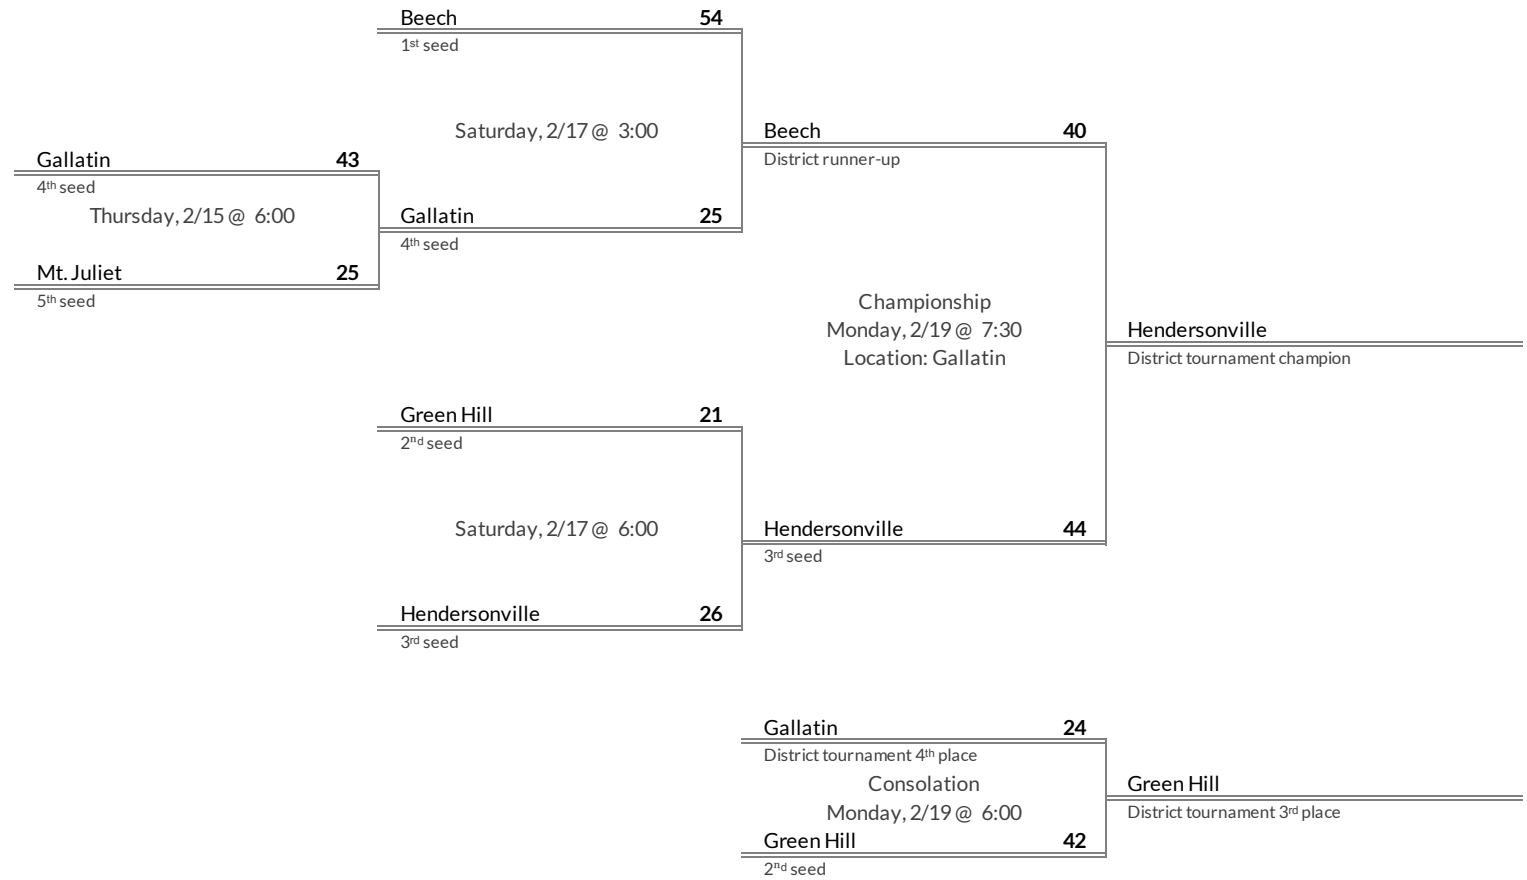 Beech 54
1st seed
Saturday, 2/17 @ 3:00
Beech 40
District runner-up
Gallatin 43
4th seed
Thursday, 2/15 @ 6:00
Gallatin 25
4th seed
Mt. Juliet 25
5th seed
Championship
Monday, 2/19 @ 7:30
Location: Gallatin
Hendersonville
District tournament champion
Green Hill 21
2nd seed
Saturday, 2/17 @ 6:00
Hendersonville 44
3rd seed
Hendersonville 26
3rd seed
Gallatin 24
District tournament 4th place
Consolation
Monday, 2/19 @ 6:00
Green Hill
District tournament 3rd place
Green Hill 42
2nd seed